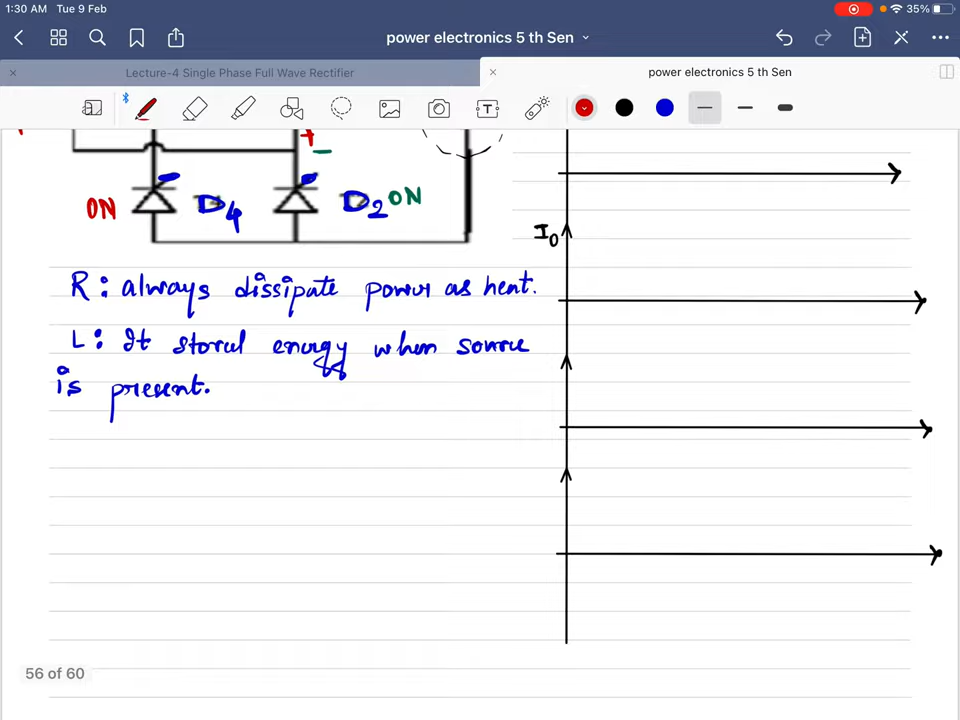 1:30 AM Tue 9 Feb
35%
power electronics 5 th Sen
Lecture-4 Single Phase Full Wave Rectifier
power electronics 5 th Sen
T
+
ON D4 D2 ON
I0
R: always dissipate power as heat.
L: It stored energy when source
is present.
56 of 60